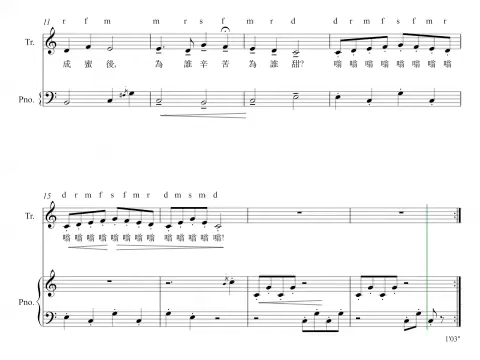 11 r f m m r s f m r d d r m f s f m r
Tr.
成蜜後, 為誰辛苦為誰甜? 嗡嗡嗡嗡嗡嗡嗡嗡
Pno.
15 d r m f s f m r d m s m d
Tr.
嗡嗡嗡嗡嗡嗡嗡嗡 嗡嗡嗡嗡嗡!
Pno.
1'03"